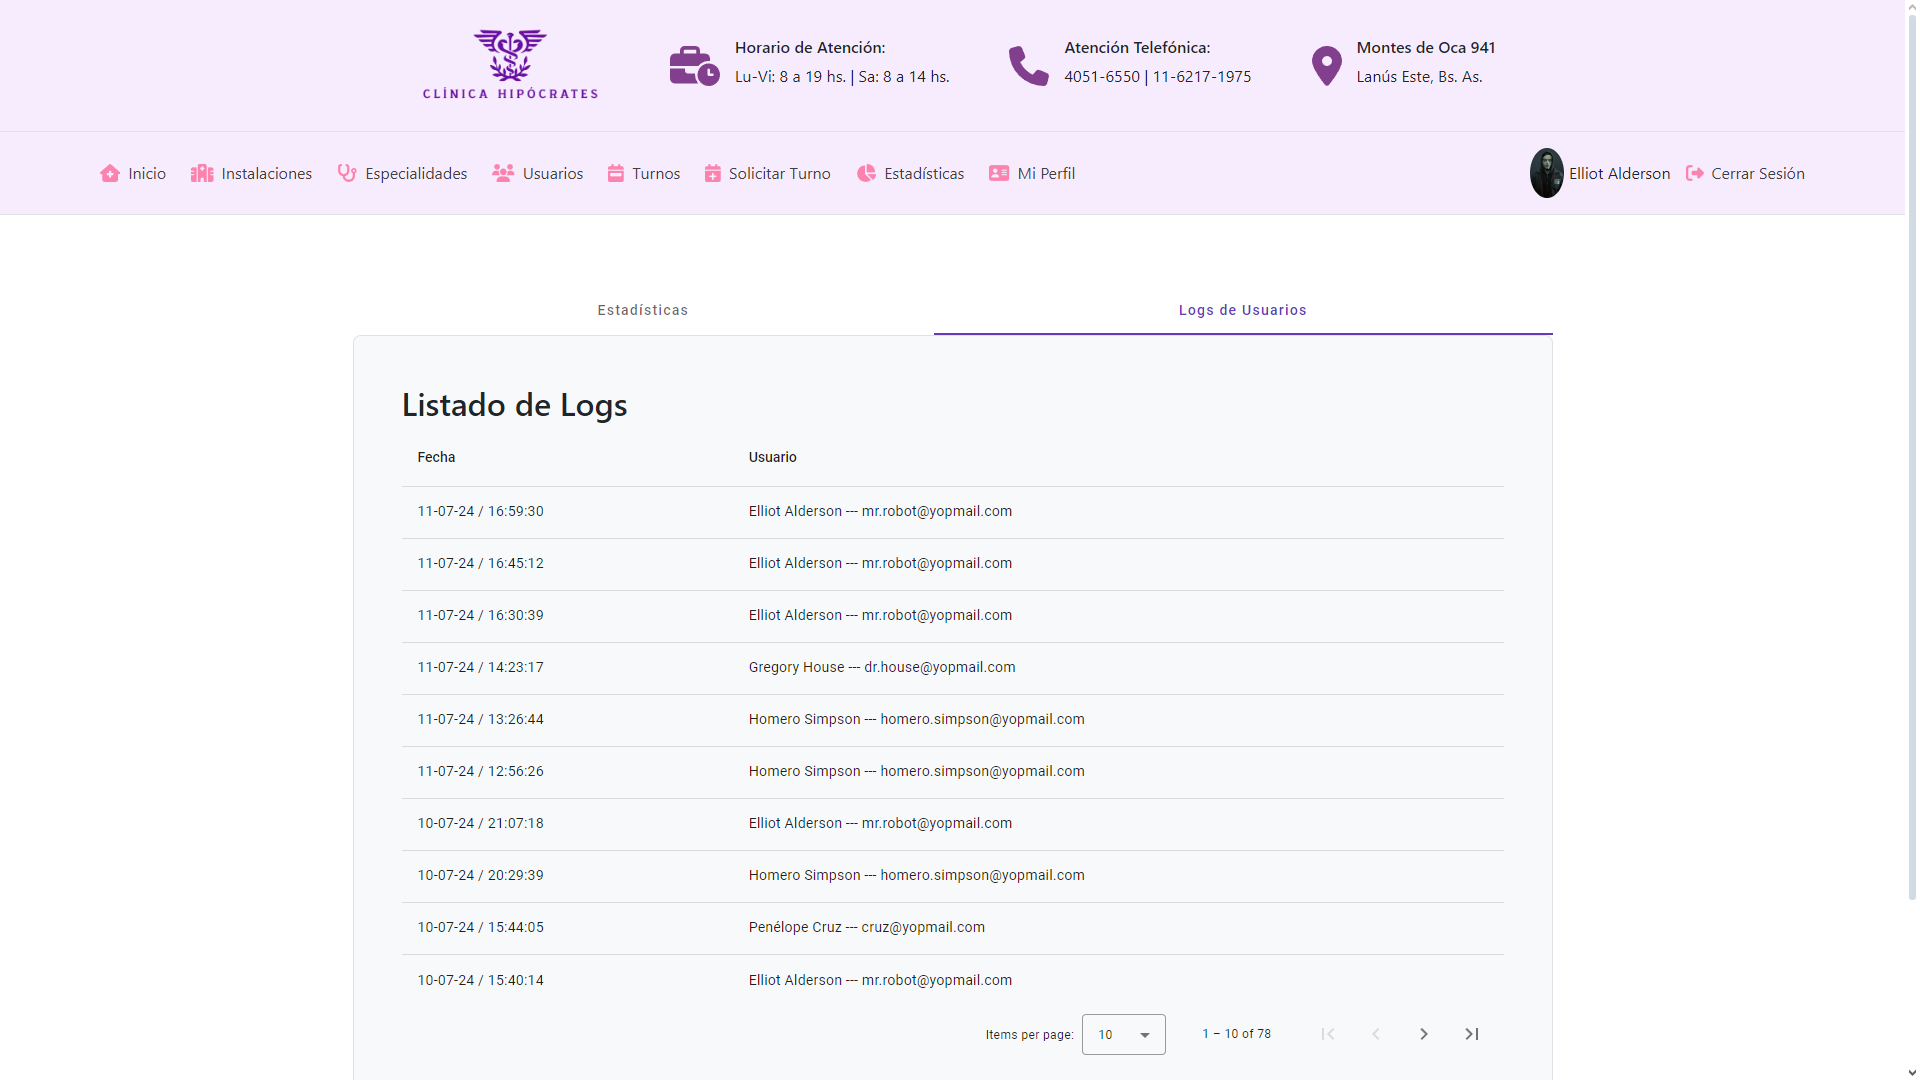 CLÍNICA HIPÓCRATES
Horario de Atención:
Lu-Vi: 8 a 19 hs. | Sa: 8 a 14 hs.
Atención Telefónica:
4051-6550 | 11-6217-1975
Montes de Oca 941
Lanús Este, Bs. As.
Inicio Instalaciones Especialidades Usuarios Turnos Solicitar Turno Estadísticas Mi Perfil Elliot Alderson Cerrar Sesión
Estadísticas Logs de Usuarios
Listado de Logs
Fecha Usuario
11-07-24 / 16:59:30 Elliot Alderson --- mr.robot@yopmail.com
11-07-24 / 16:45:12 Elliot Alderson --- mr.robot@yopmail.com
11-07-24 / 16:30:39 Elliot Alderson --- mr.robot@yopmail.com
11-07-24 / 14:23:17 Gregory House --- dr.house@yopmail.com
11-07-24 / 13:26:44 Homero Simpson --- homero.simpson@yopmail.com
11-07-24 / 12:56:26 Homero Simpson --- homero.simpson@yopmail.com
10-07-24 / 21:07:18 Elliot Alderson --- mr.robot@yopmail.com
10-07-24 / 20:29:39 Homero Simpson --- homero.simpson@yopmail.com
10-07-24 / 15:44:05 Penélope Cruz --- cruz@yopmail.com
10-07-24 / 15:40:14 Elliot Alderson --- mr.robot@yopmail.com
Items per page: 10 1 – 10 of 78